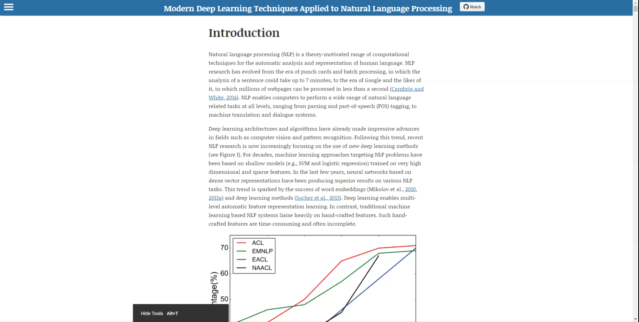 Modern Deep Learning Techniques Applied to Natural Language Processing
Watch
Introduction
Natural language processing (NLP) is a theory-motivated range of computational
techniques for the automatic analysis and representation of human language. NLP
research has evolved from the era of punch cards and batch processing, in which the
analysis of a sentence could take up to 7 minutes, to the era of Google and the likes of
it, in which millions of webpages can be processed in less than a second (Cambria and
White, 2014). NLP enables computers to perform a wide range of natural language
related tasks at all levels, ranging from parsing and part-of-speech (POS) tagging, to
machine translation and dialogue systems.
Deep learning architectures and algorithms have already made impressive advances
in fields such as computer vision and pattern recognition. Following this trend, recent
NLP research is now increasingly focusing on the use of new deep learning methods
(see Figure 1). For decades, machine learning approaches targeting NLP problems have
been based on shallow models (e.g., SVM and logistic regression) trained on very high
dimensional and sparse features. In the last few years, neural networks based on
dense vector representations have been producing superior results on various NLP
tasks. This trend is sparked by the success of word embeddings (Mikolov et al., 2010,
2013a) and deep learning methods (Socher et al., 2013). Deep learning enables multi-
level automatic feature representation learning. In contrast, traditional machine
learning based NLP systems liaise heavily on hand-crafted features. Such hand-
crafted features are time-consuming and often incomplete.
ACL
EMNLP
EACL
NAACL
70
60
50
ntage(%)
Hide Tools Alt+T